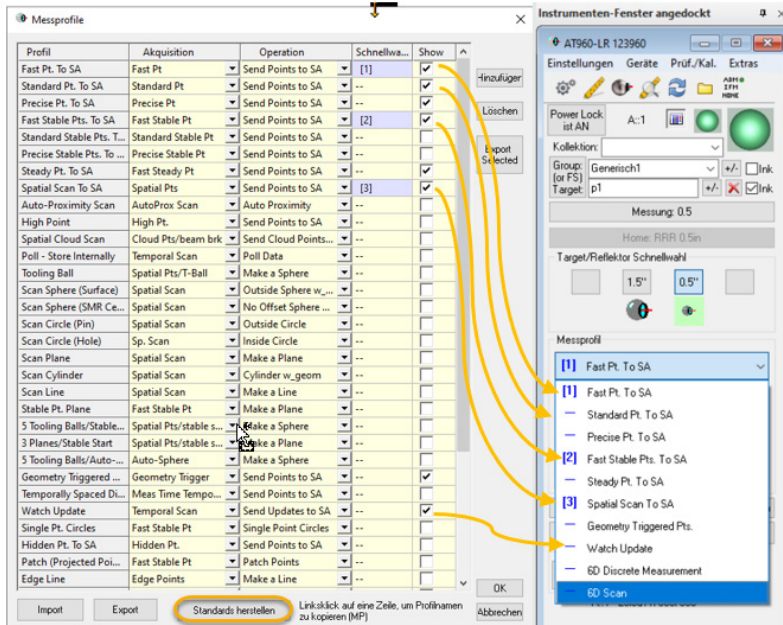 Messprofile
Profil Akquisition Operation Schnellwa... Show
Fast Pt. To SA Fast Pt Send Points to SA [1]
Standard Pt. To SA Standard Pt Send Points to SA --
Precise Pt. To SA Precise Pt Send Points to SA --
Fast Stable Pts. To SA Fast Stable Pt Send Points to SA [2]
Standard Stable Pts. T... Standard Stable Pt Send Points to SA --
Precise Stable Pts. To ... Precise Stable Pt Send Points to SA --
Steady Pt. To SA Fast Steady Pt Send Points to SA --
Spatial Scan To SA Spatial Pts Send Points to SA [3]
Auto-Proximity Scan AutoProx Scan Auto Proximity --
High Point High Pt. Send Points to SA --
Spatial Cloud Scan Cloud Pts/beam brk Send Cloud Points... --
Poll - Store Internally Temporal Scan Poll Data --
Tooling Ball Spatial Pts/T-Ball Make a Sphere --
Scan Sphere (Surface) Spatial Scan Outside Sphere w_... --
Scan Sphere (SMR Ce... Spatial Scan No Offset Sphere ... --
Scan Circle (Pin) Spatial Scan Outside Circle --
Scan Circle (Hole) Sp. Scan Inside Circle --
Scan Plane Spatial Scan Make a Plane --
Scan Cylinder Spatial Scan Cylinder w_geom --
Scan Line Spatial Scan Make a Line --
Stable Pt. Plane Fast Stable Pt Make a Plane --
5 Tooling Balls/Stable... Spatial Pts/stable s... Make a Sphere --
3 Planes/Stable Start Spatial Pts/stable s... Make a Plane --
5 Tooling Balls/Auto-... Auto-Sphere Make a Sphere --
Geometry Triggered ... Geometry Trigger Send Points to SA --
Temporally Spaced Di... Meas Time Tempo... Send Points to SA --
Watch Update Temporal Scan Send Updates to SA --
Single Pt. Circles Fast Stable Pt Single Point Circles --
Hidden Pt. To SA Hidden Pt. Send Points to SA --
Patch (Projected Poi... Fast Stable Pt Patch Points --
Edge Line Edge Points Make a Line --
Hinzufüger
Löschen
Export
Selected
OK
Abbrechen
Import Export Standards herstellen Linksklick auf eine Zeile, um Profilnamen
zu kopieren (MP)
Instrumenten-Fenster angedockt
AT960-LR 123960
Einstellungen Geräte Prüf./Kal. Extras
ADM
IFM
NONE
Power Lock
ist AN
A::1
Kollektion:
Group:
(or FS)
Generisch1 +/- Ink
Target: p1 +/- Ink
Messung: 0.5
Home: RRR 0.5in
Target/Reflektor Schnellwahl
1.5" 0.5"
Messprofil
[1] Fast Pt. To SA
[1] Fast Pt. To SA
Standard Pt. To SA
Precise Pt. To SA
[2] Fast Stable Pts. To SA
Steady Pt. To SA
[3] Spatial Scan To SA
Geometry Triggered Pts.
Watch Update
6D Discrete Measurement
6D Scan